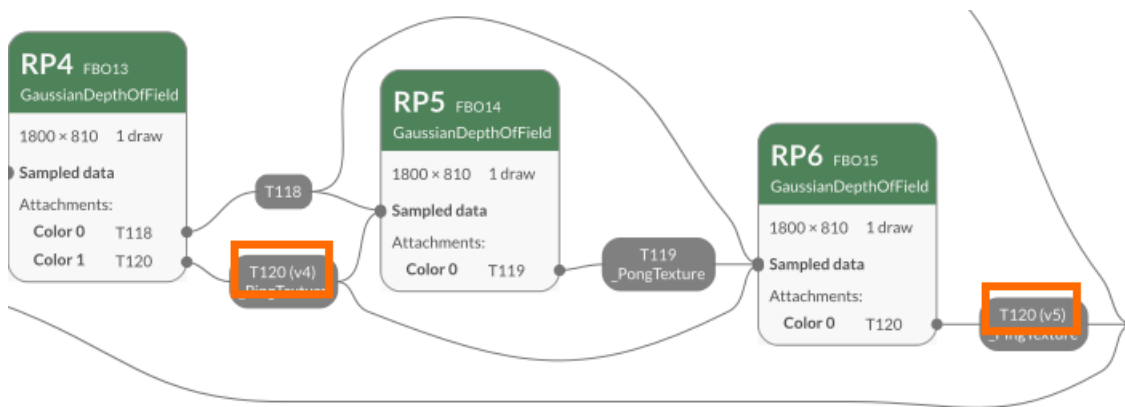 RP4 FBO13
GaussianDepthOfField
1800 × 810 1 draw
Sampled data
Attachments:
Color 0 T118
Color 1 T120
T118
T120 (v4)
_PingTexture
RP5 FBO14
GaussianDepthOfField
1800 × 810 1 draw
Sampled data
Attachments:
Color 0 T119
T119
_PongTexture
RP6 FBO15
GaussianDepthOfField
1800 × 810 1 draw
Sampled data
Attachments:
Color 0 T120
T120 (v5)
_PingTexture